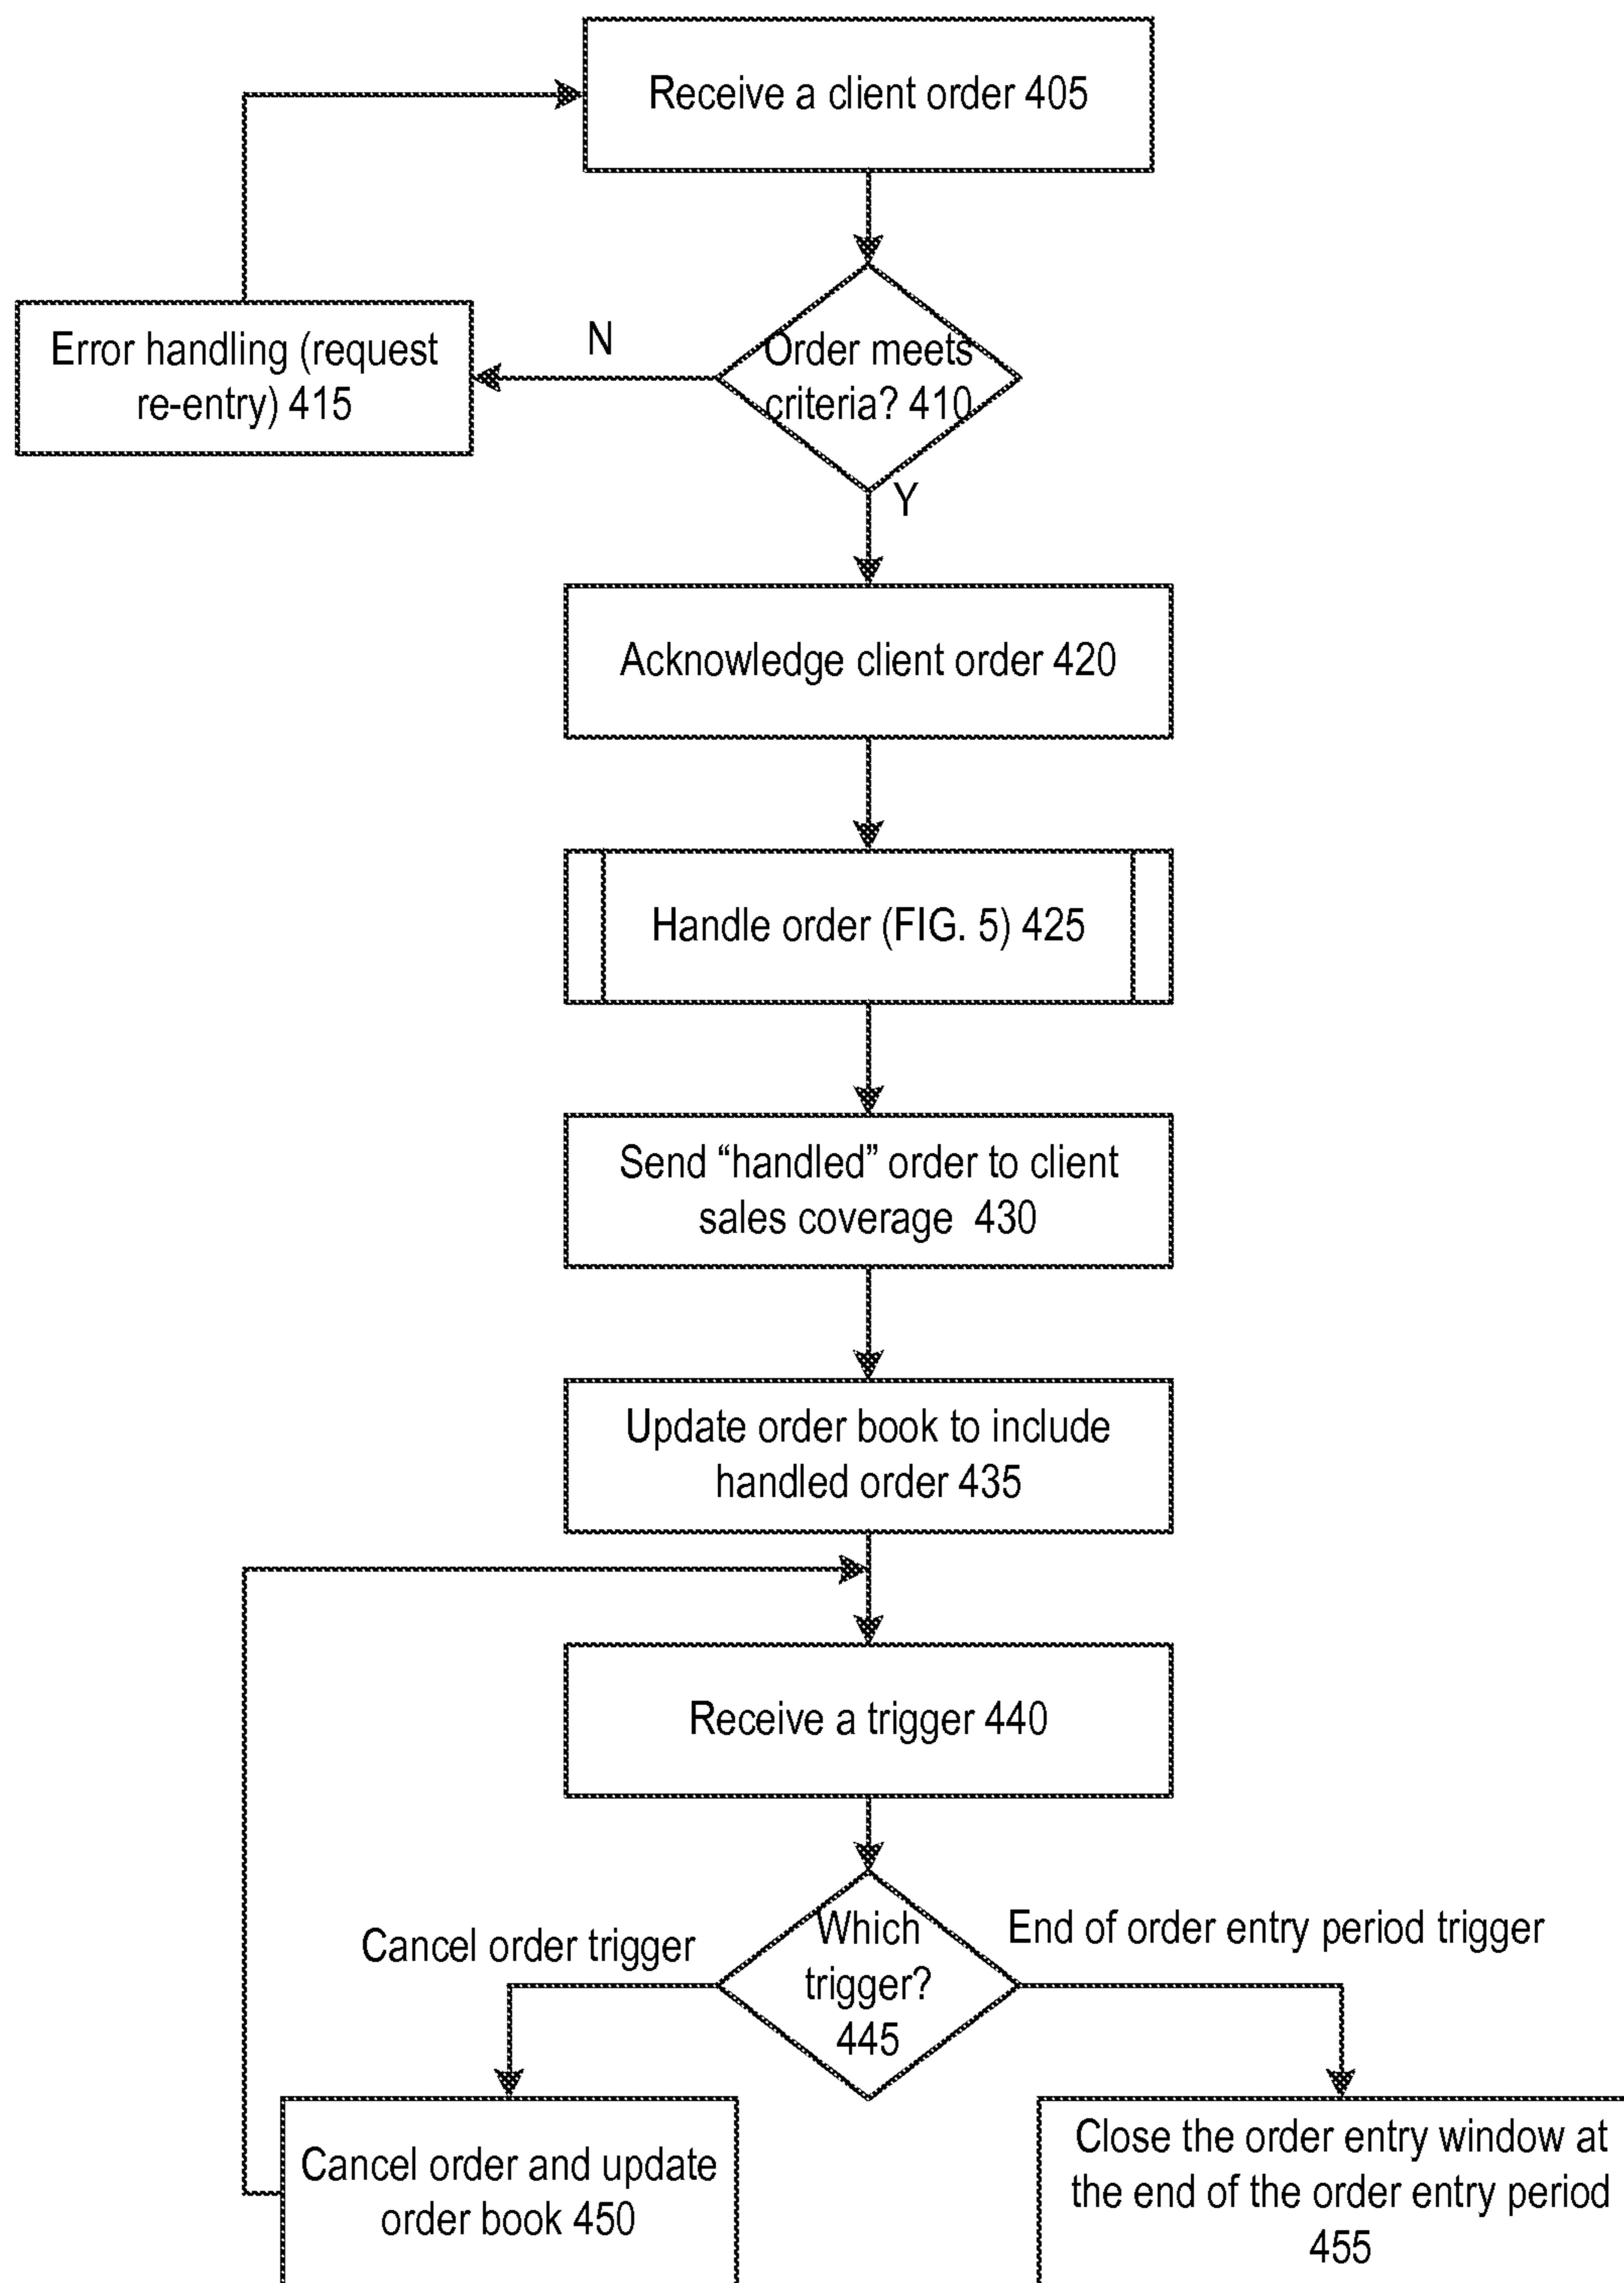 Receive a client order 405
Error handling (request
re-entry) 415
N
Order meets
criteria? 410
Y
Acknowledge client order 420
Handle order (FIG. 5) 425
Send “handled” order to client
sales coverage 430
Update order book to include
handled order 435
Receive a trigger 440
Cancel order trigger
Which
trigger?
445
End of order entry period trigger
Cancel order and update
order book 450
Close the order entry window at
the end of the order entry period
455